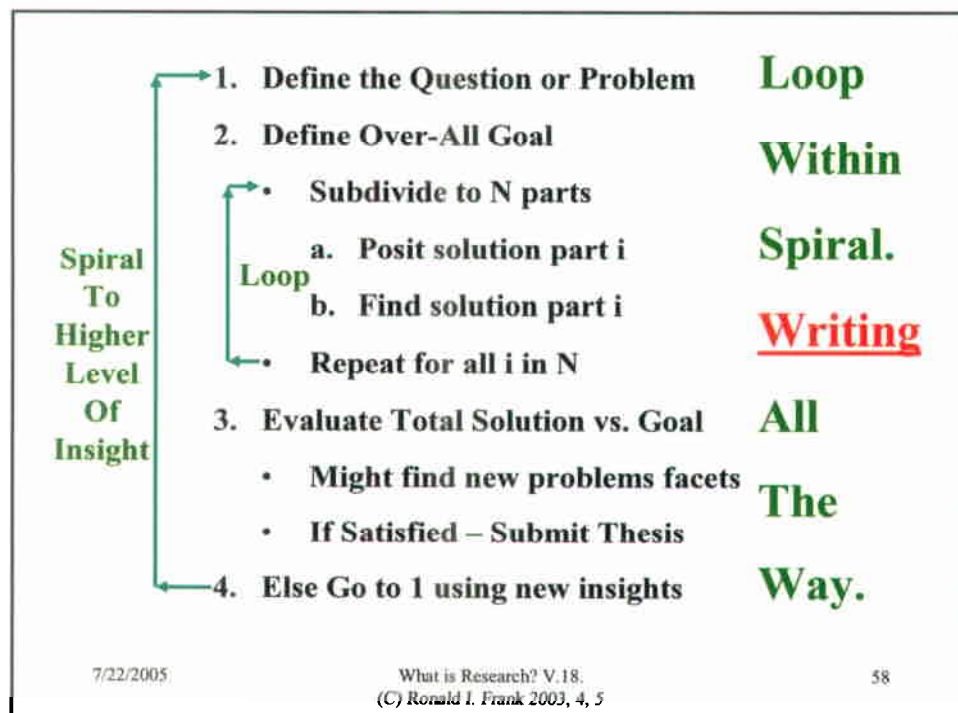 1. Define the Question or Problem
2. Define Over-All Goal
• Subdivide to N parts
a. Posit solution part i
b. Find solution part i
• Repeat for all i in N
3. Evaluate Total Solution vs. Goal
• Might find new problems facets
• If Satisfied – Submit Thesis
4. Else Go to 1 using new insights
Spiral
To
Higher
Level
Of
Insight
Loop
Loop
Within
Spiral.
Writing
All
The
Way.
7/22/2005
What is Research? V.18.
(C) Ronald I. Frank 2003, 4, 5
58